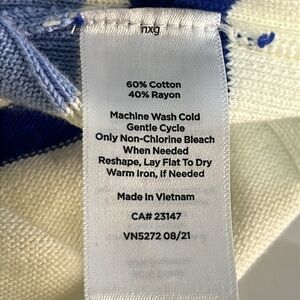 60% Cotton
40% Rayon
Machine Wash Cold
Gentle Cycle
Only Non-Chlorine Bleach
When Needed
Reshape, Lay Flat To Dry
Warm Iron, if Needed
Made in Vietnam
CA# 23147
VN5272 08/21